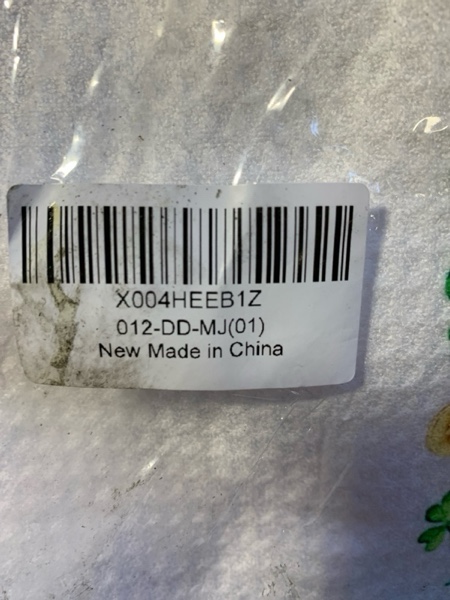 X004HEEB1Z
012-DD-MJ(01)
New Made in China